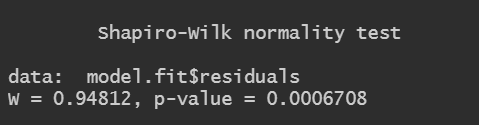 Shapiro-Wilk normality test
data:  model.fit$residuals
W = 0.94812, p-value = 0.0006708